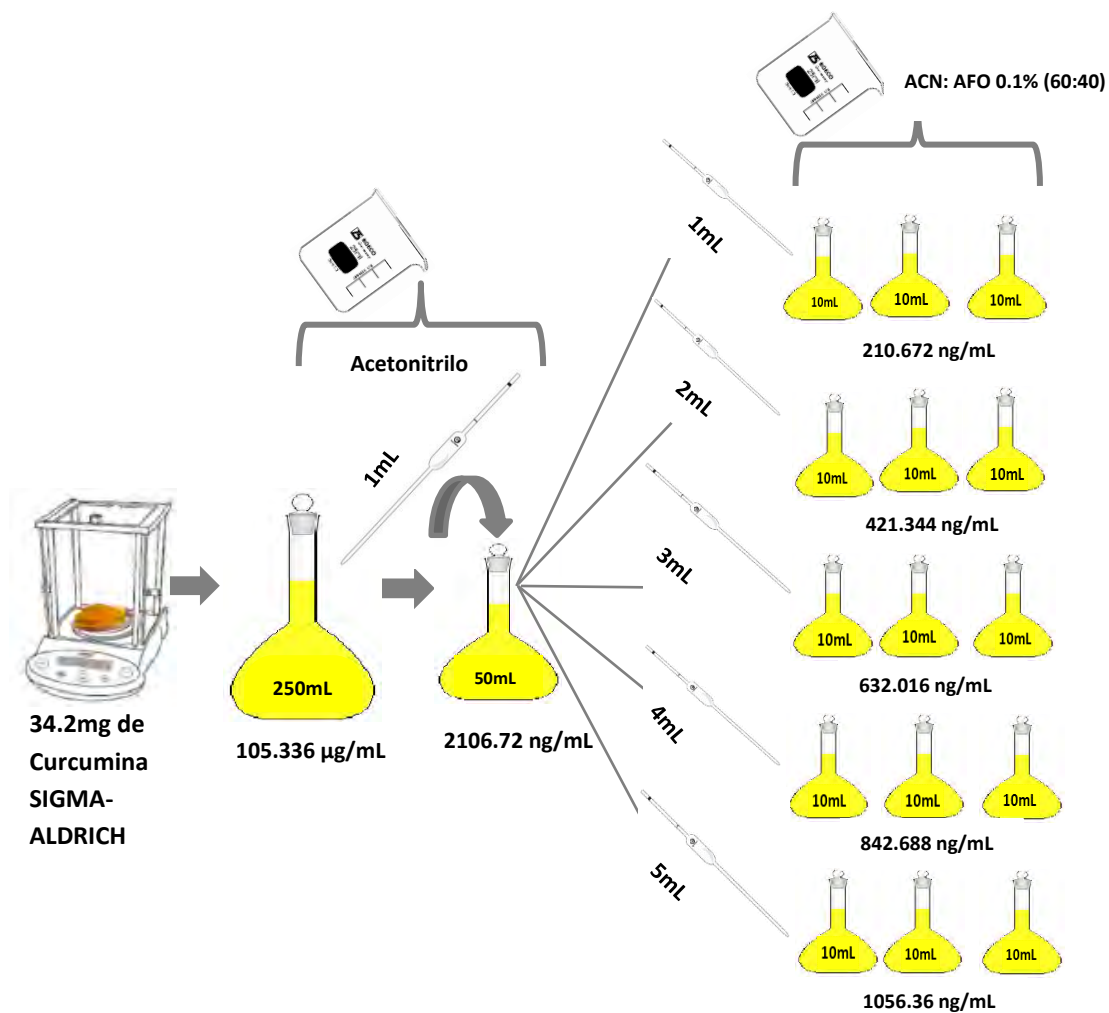 ACN: AFO 0.1% (60:40)
1mL
10mL
10mL
10mL
210.672 ng/mL
Acetonitrilo
1mL
2mL
10mL
10mL
10mL
421.344 ng/mL
3mL
10mL
10mL
10mL
632.016 ng/mL
250mL
105.336 µg/mL
50mL
2106.72 ng/mL
34.2mg de
Curcumina
SIGMA-
ALDRICH
4mL
10mL
10mL
10mL
842.688 ng/mL
5mL
10mL
10mL
10mL
1056.36 ng/mL